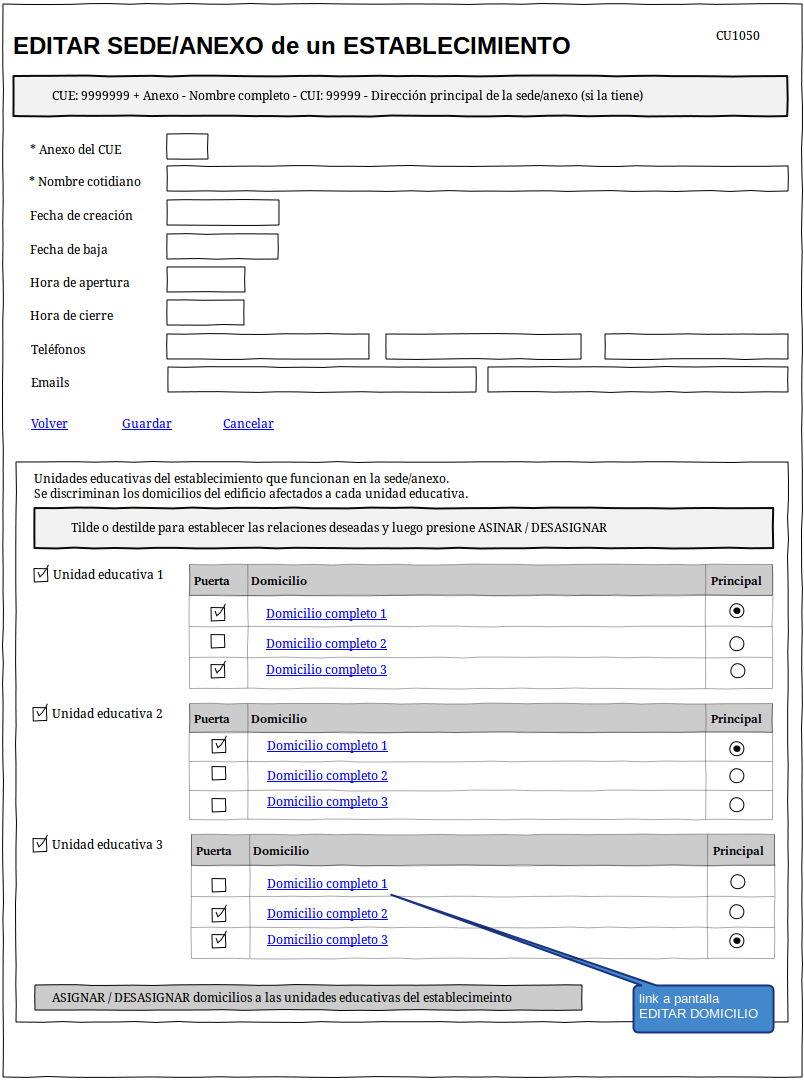 CU1050
EDITAR SEDE/ANEXO de un ESTABLECIMIENTO
CUE: 9999999 + Anexo - Nombre completo - CUI: 99999 - Dirección principal de la sede/anexo (si la tiene)
* Anexo del CUE
* Nombre cotidiano
Fecha de creación
Fecha de baja
Hora de apertura
Hora de cierre
Teléfonos
Emails
Volver Guardar Cancelar
Unidades educativas del establecimiento que funcionan en la sede/anexo.
Se discriminan los domicilios del edificio afectados a cada unidad educativa.
Tilde o destilde para establecer las relaciones deseadas y luego presione ASINAR / DESASIGNAR
Unidad educativa 1
Puerta Domicilio Principal
Domicilio completo 1
Domicilio completo 2
Domicilio completo 3
Unidad educativa 2
Puerta Domicilio Principal
Domicilio completo 1
Domicilio completo 2
Domicilio completo 3
Unidad educativa 3
Puerta Domicilio Principal
Domicilio completo 1
Domicilio completo 2
Domicilio completo 3
ASIGNAR / DESASIGNAR domicilios a las unidades educativas del establecimeinto
link a pantalla
EDITAR DOMICILIO